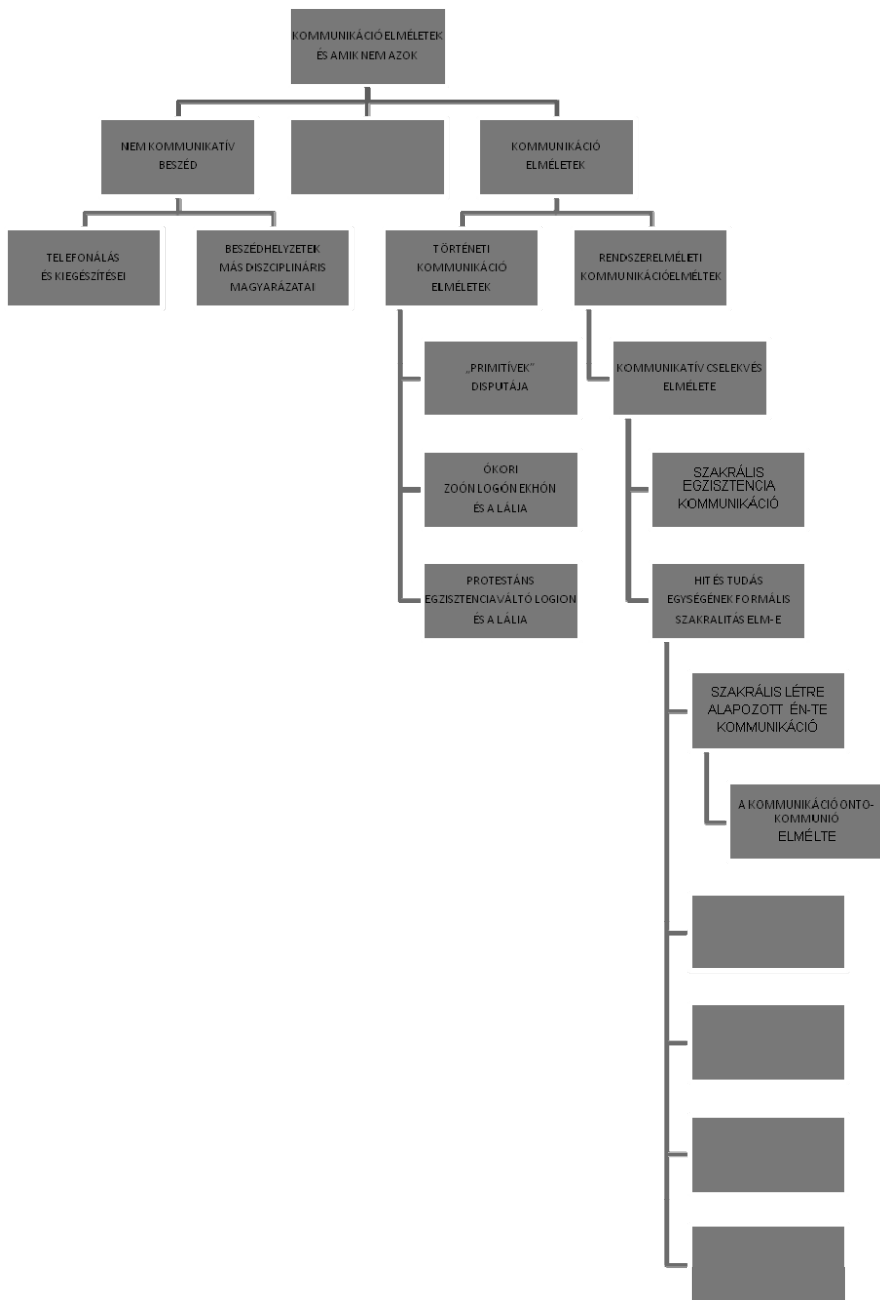 KOMMUNIKÁCIÓ ELMÉLETEK
ÉS AMIK NEM AZOK
NEM KOMMUNIKATÍV
BESZÉD
KOMMUNIKÁCIÓ
ELMÉLETEK
TELEFONÁLÁS
ÉS KIEGÉSZÍTÉSEI
BESZÉDHELYZETEK
MÁS DISZCIPLINÁRIS
MAGYARÁZATAI
TÖRTÉNETI
KOMMUNIKÁCIÓ
ELMÉLETEK
RENDSZERELMÉLETI
KOMMUNIKÁCIÓELMÉLTEK
„PRIMITÍVEK”
DISPUTÁJA
KOMMUNIKATÍV CSELEKVÉS
ELMÉLETE
ÓKORI
ZOÓN LOGÓN EKHÓN
ÉS A LÁLIA
SZAKRÁLIS
EGZISZTENCIA
KOMMUNIKÁCIÓ
PROTESTÁNS
EGZISZTENCIAVÁLTÓ LOGION
ÉS A LÁLIA
HIT ÉS TUDÁS
EGYSÉGÉNEK FORMÁLIS
SZAKRALITÁS ELM-E
SZAKRÁLIS LÉTRE
ALAPOZOTT ÉN-TE
KOMMUNIKÁCIÓ
A KOMMUNIKÁCIÓ ONTO-
KOMMUNIÓ
ELMÉLTE